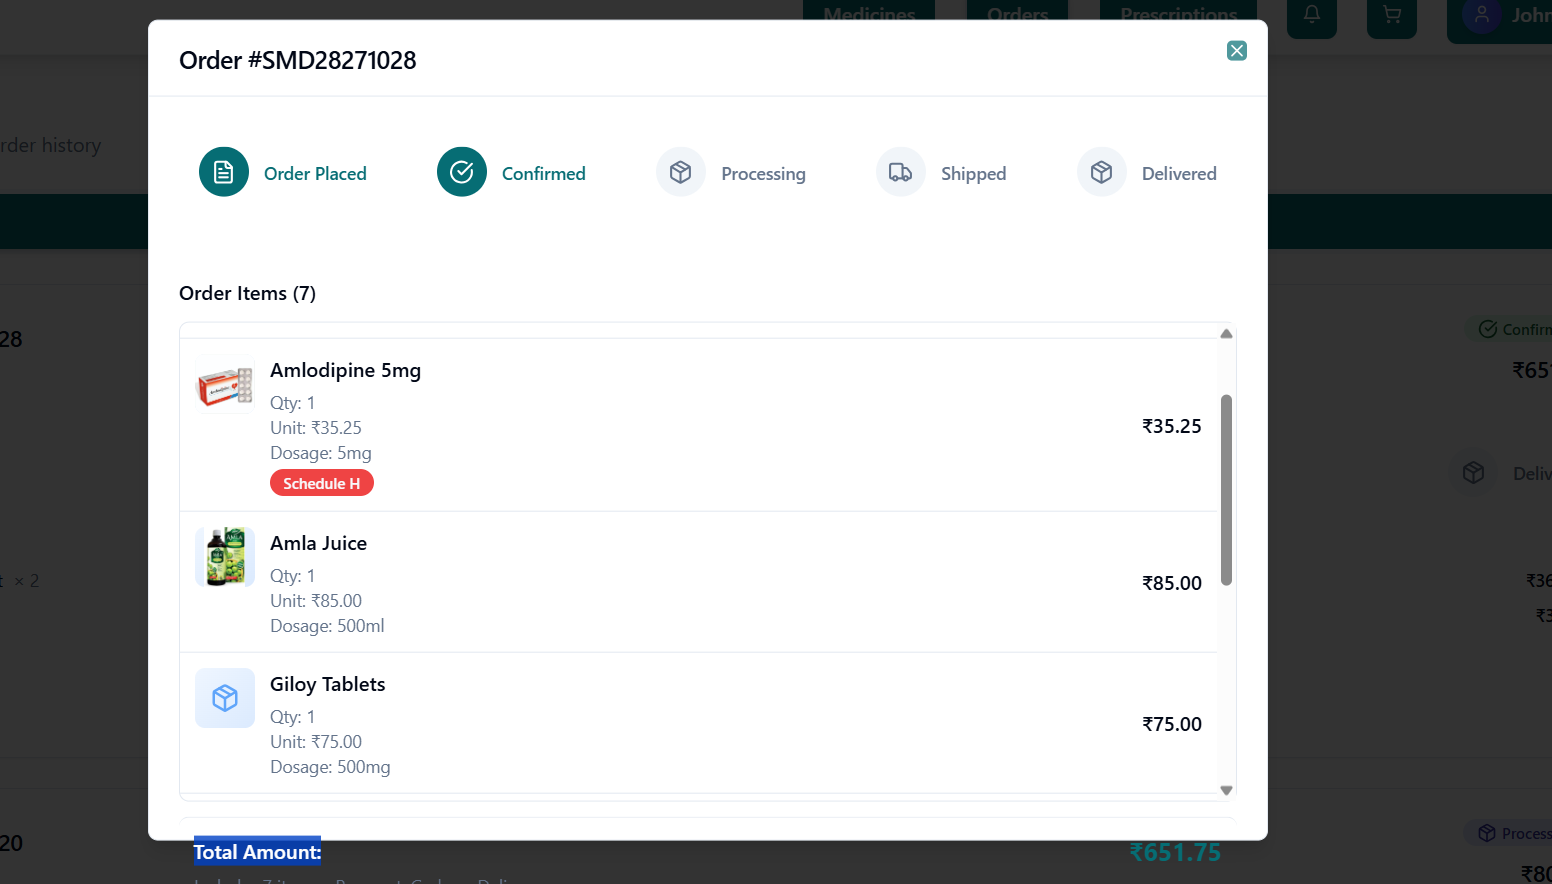 Medicines Orders Prescriptions John
Order #SMD28271028
rder history
Order Placed Confirmed Processing Shipped Delivered
Order Items (7)
28
Confirm
₹651
Amlodipine 5mg
Qty: 1
Unit: ₹35.25
₹35.25
Dosage: 5mg
Schedule H
Deliv
Amla Juice
Qty: 1
Unit: ₹85.00
₹85.00
Dosage: 500ml
t × 2
₹36
₹3
Giloy Tablets
Qty: 1
Unit: ₹75.00
₹75.00
Dosage: 500mg
20
Process
Total Amount: ₹651.75
₹80